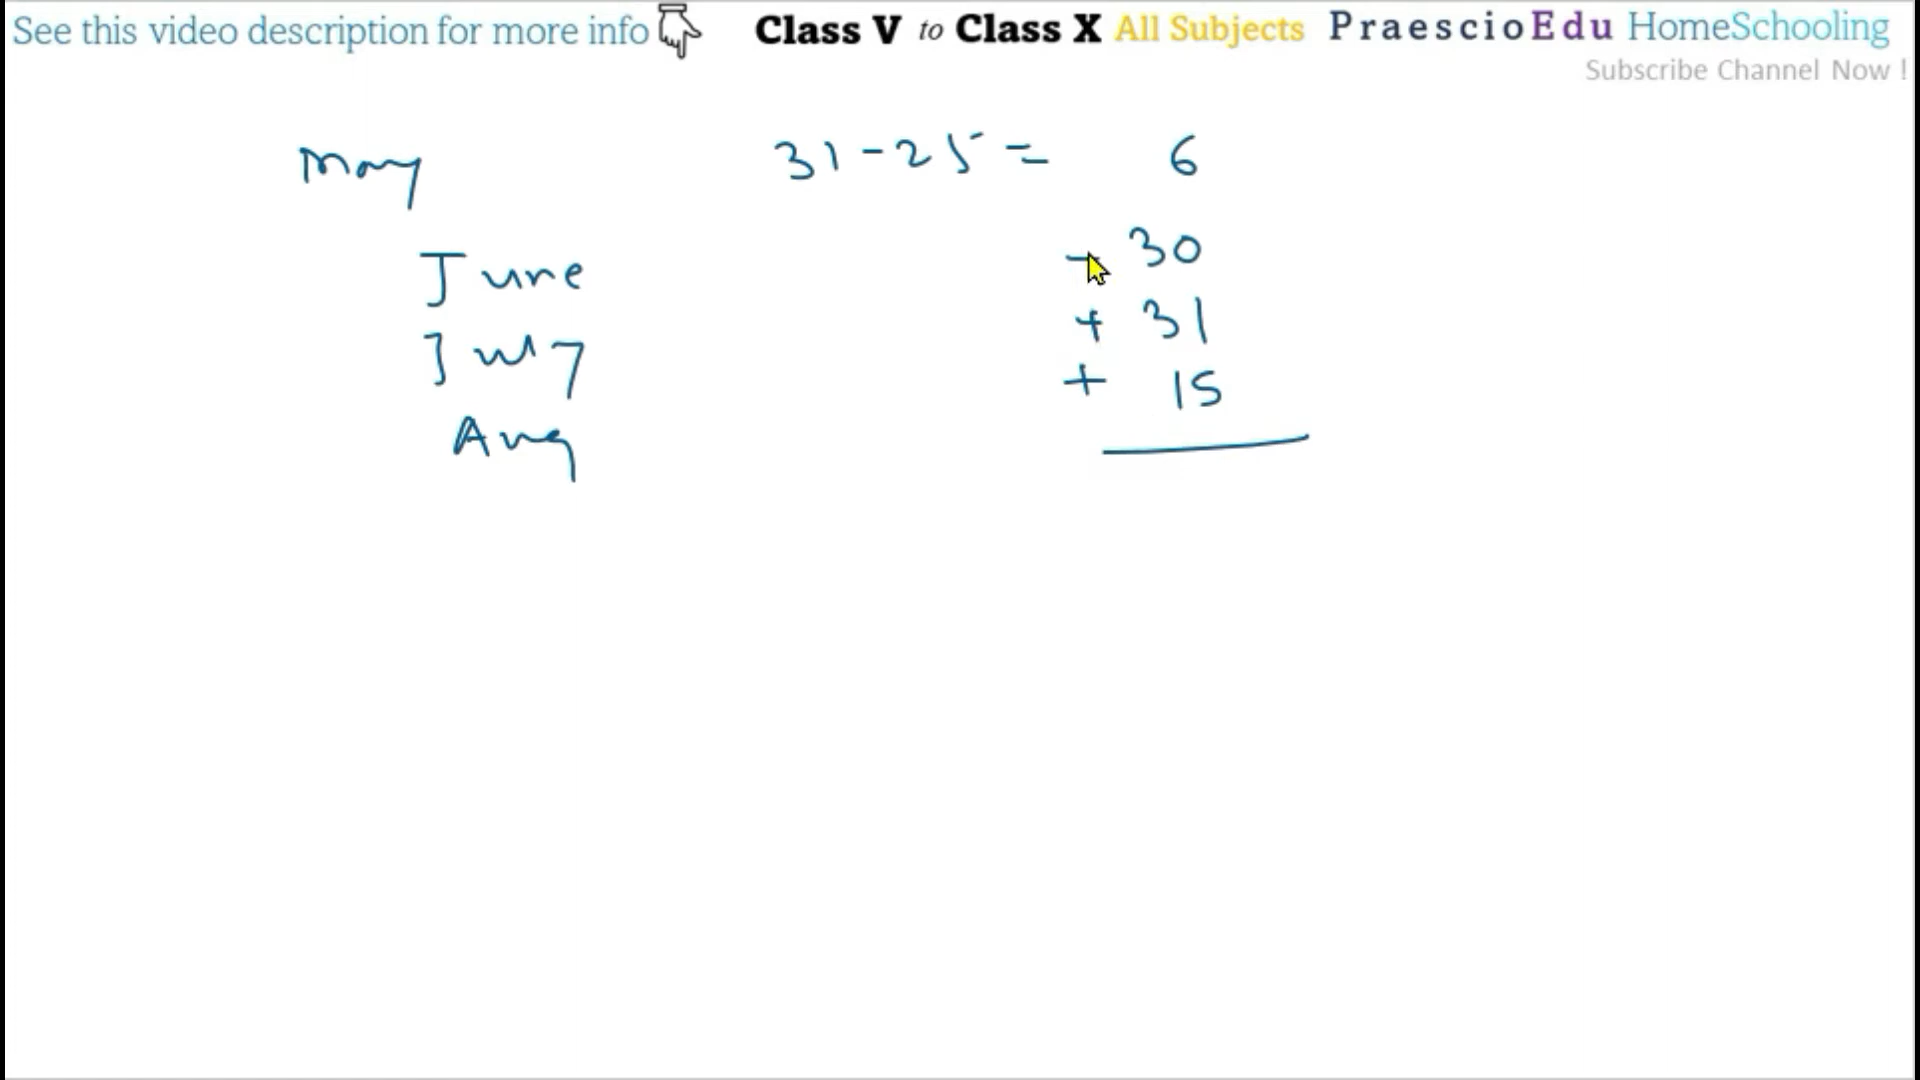 See this video description for more info Class V to Class X All Subjects PraescioEdu HomeSchooling
Subscribe Channel Now !
May 31-25= 6
June + 30
July + 31
Aug + 15